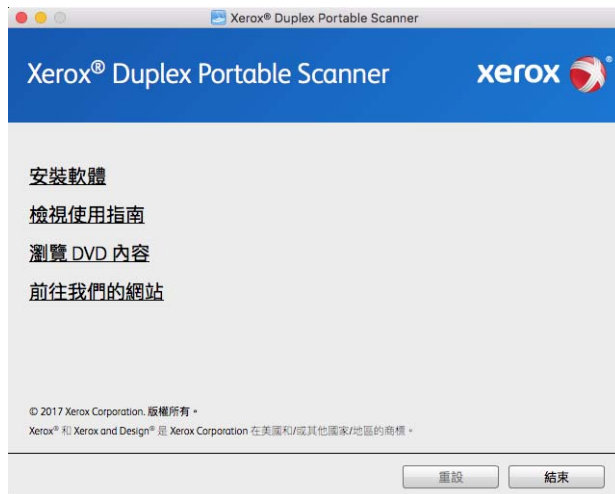 Xerox® Duplex Portable Scanner
Xerox® Duplex Portable Scanner
xerox
安裝軟體
檢視使用指南
瀏覽 DVD 內容
前往我們的網站
© 2017 Xerox Corporation. 版權所有。
Xerox® 和 Xerox and Design® 是 Xerox Corporation 在美國和/或其他國家/地區的商標。
重設
結束